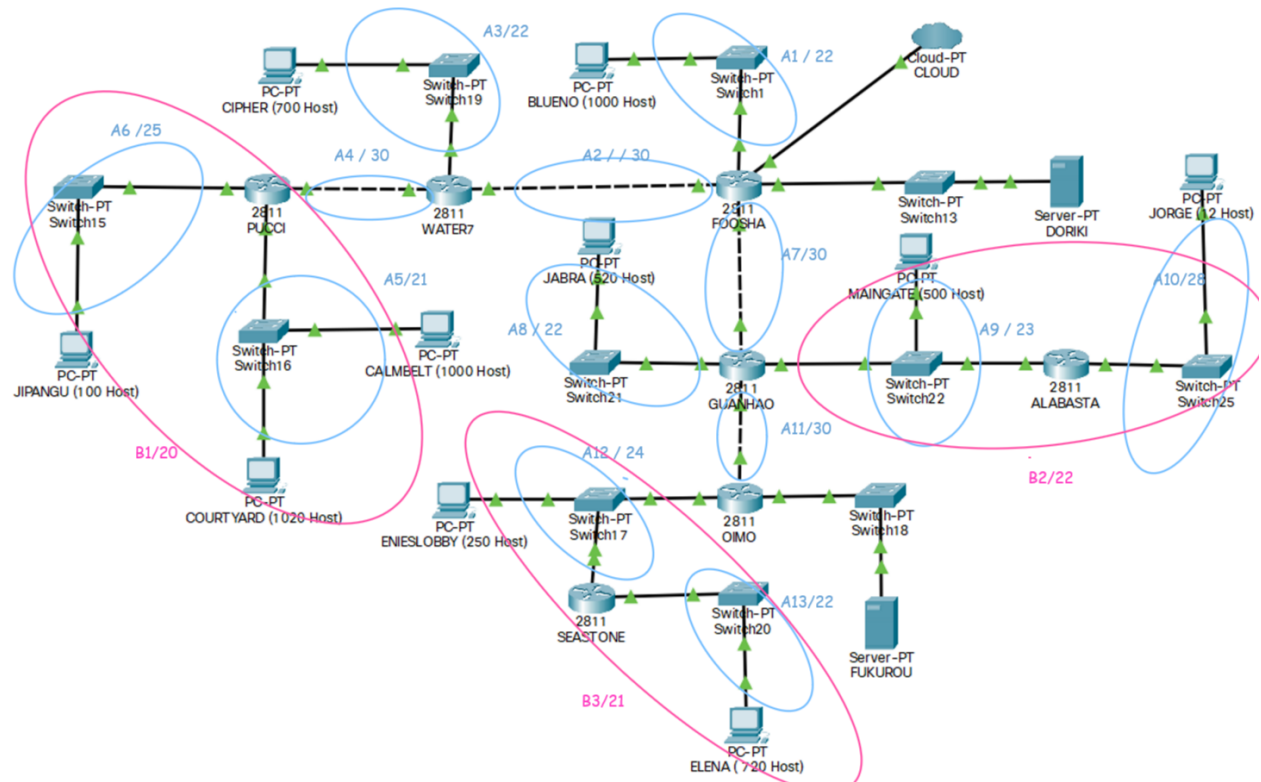 A3/22
A1 / 22
Cloud-PT
CLOUD
PC-PT
CIPHER (700 Host)
Switch-PT
Switch19
PC-PT
BLUENO (1000 Host)
Switch-PT
Switch1
A6 /25
A4 / 30
A2 / / 30
Switch-PT
Switch15
2811
PUCCI
2811
WATER7
2811
FOOSHA
Switch-PT
Switch13
Server-PT
DORIKI
PC-PT
JORGE (12 Host)
PC-PT
JABRA (520 Host)
A7/30
PC-PT
MAINGATE (500 Host)
A10/28
A5/21
A8 / 22
A9 / 23
PC-PT
JIPANGU (100 Host)
Switch-PT
Switch16
PC-PT
CALMBELT (1000 Host)
Switch-PT
Switch21
2811
GUANHAO
Switch-PT
Switch22
2811
ALABASTA
Switch-PT
Switch25
A11/30
B1/20
A12 / 24
B2/22
PC-PT
COURTYARD (1020 Host)
PC-PT
ENIESLOBBY (250 Host)
Switch-PT
Switch17
2811
OIMO
Switch-PT
Switch18
2811
SEASTONE
Switch-PT
Switch20
A13/22
Server-PT
FUKUROU
B3/21
PC-PT
ELENA ( 720 Host)